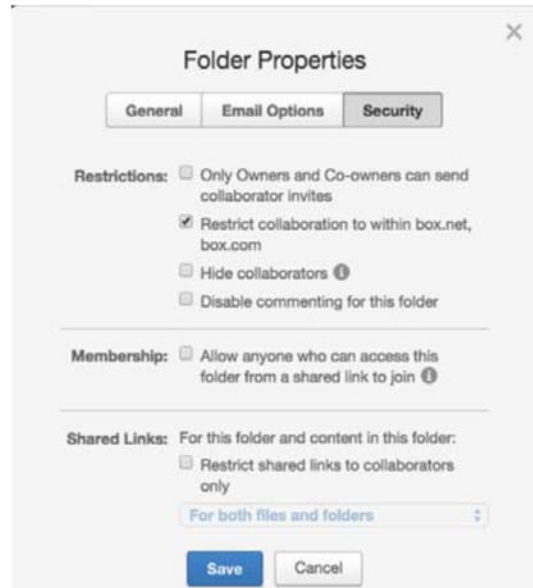 Folder Properties
General Email Options Security
Restrictions: Only Owners and Co-owners can send
collaborator invites
Restrict collaboration to within box.net,
box.com
Hide collaborators
Disable commenting for this folder
Membership: Allow anyone who can access this
folder from a shared link to join
Shared Links: For this folder and content in this folder:
Restrict shared links to collaborators
only
For both files and folders
Save Cancel